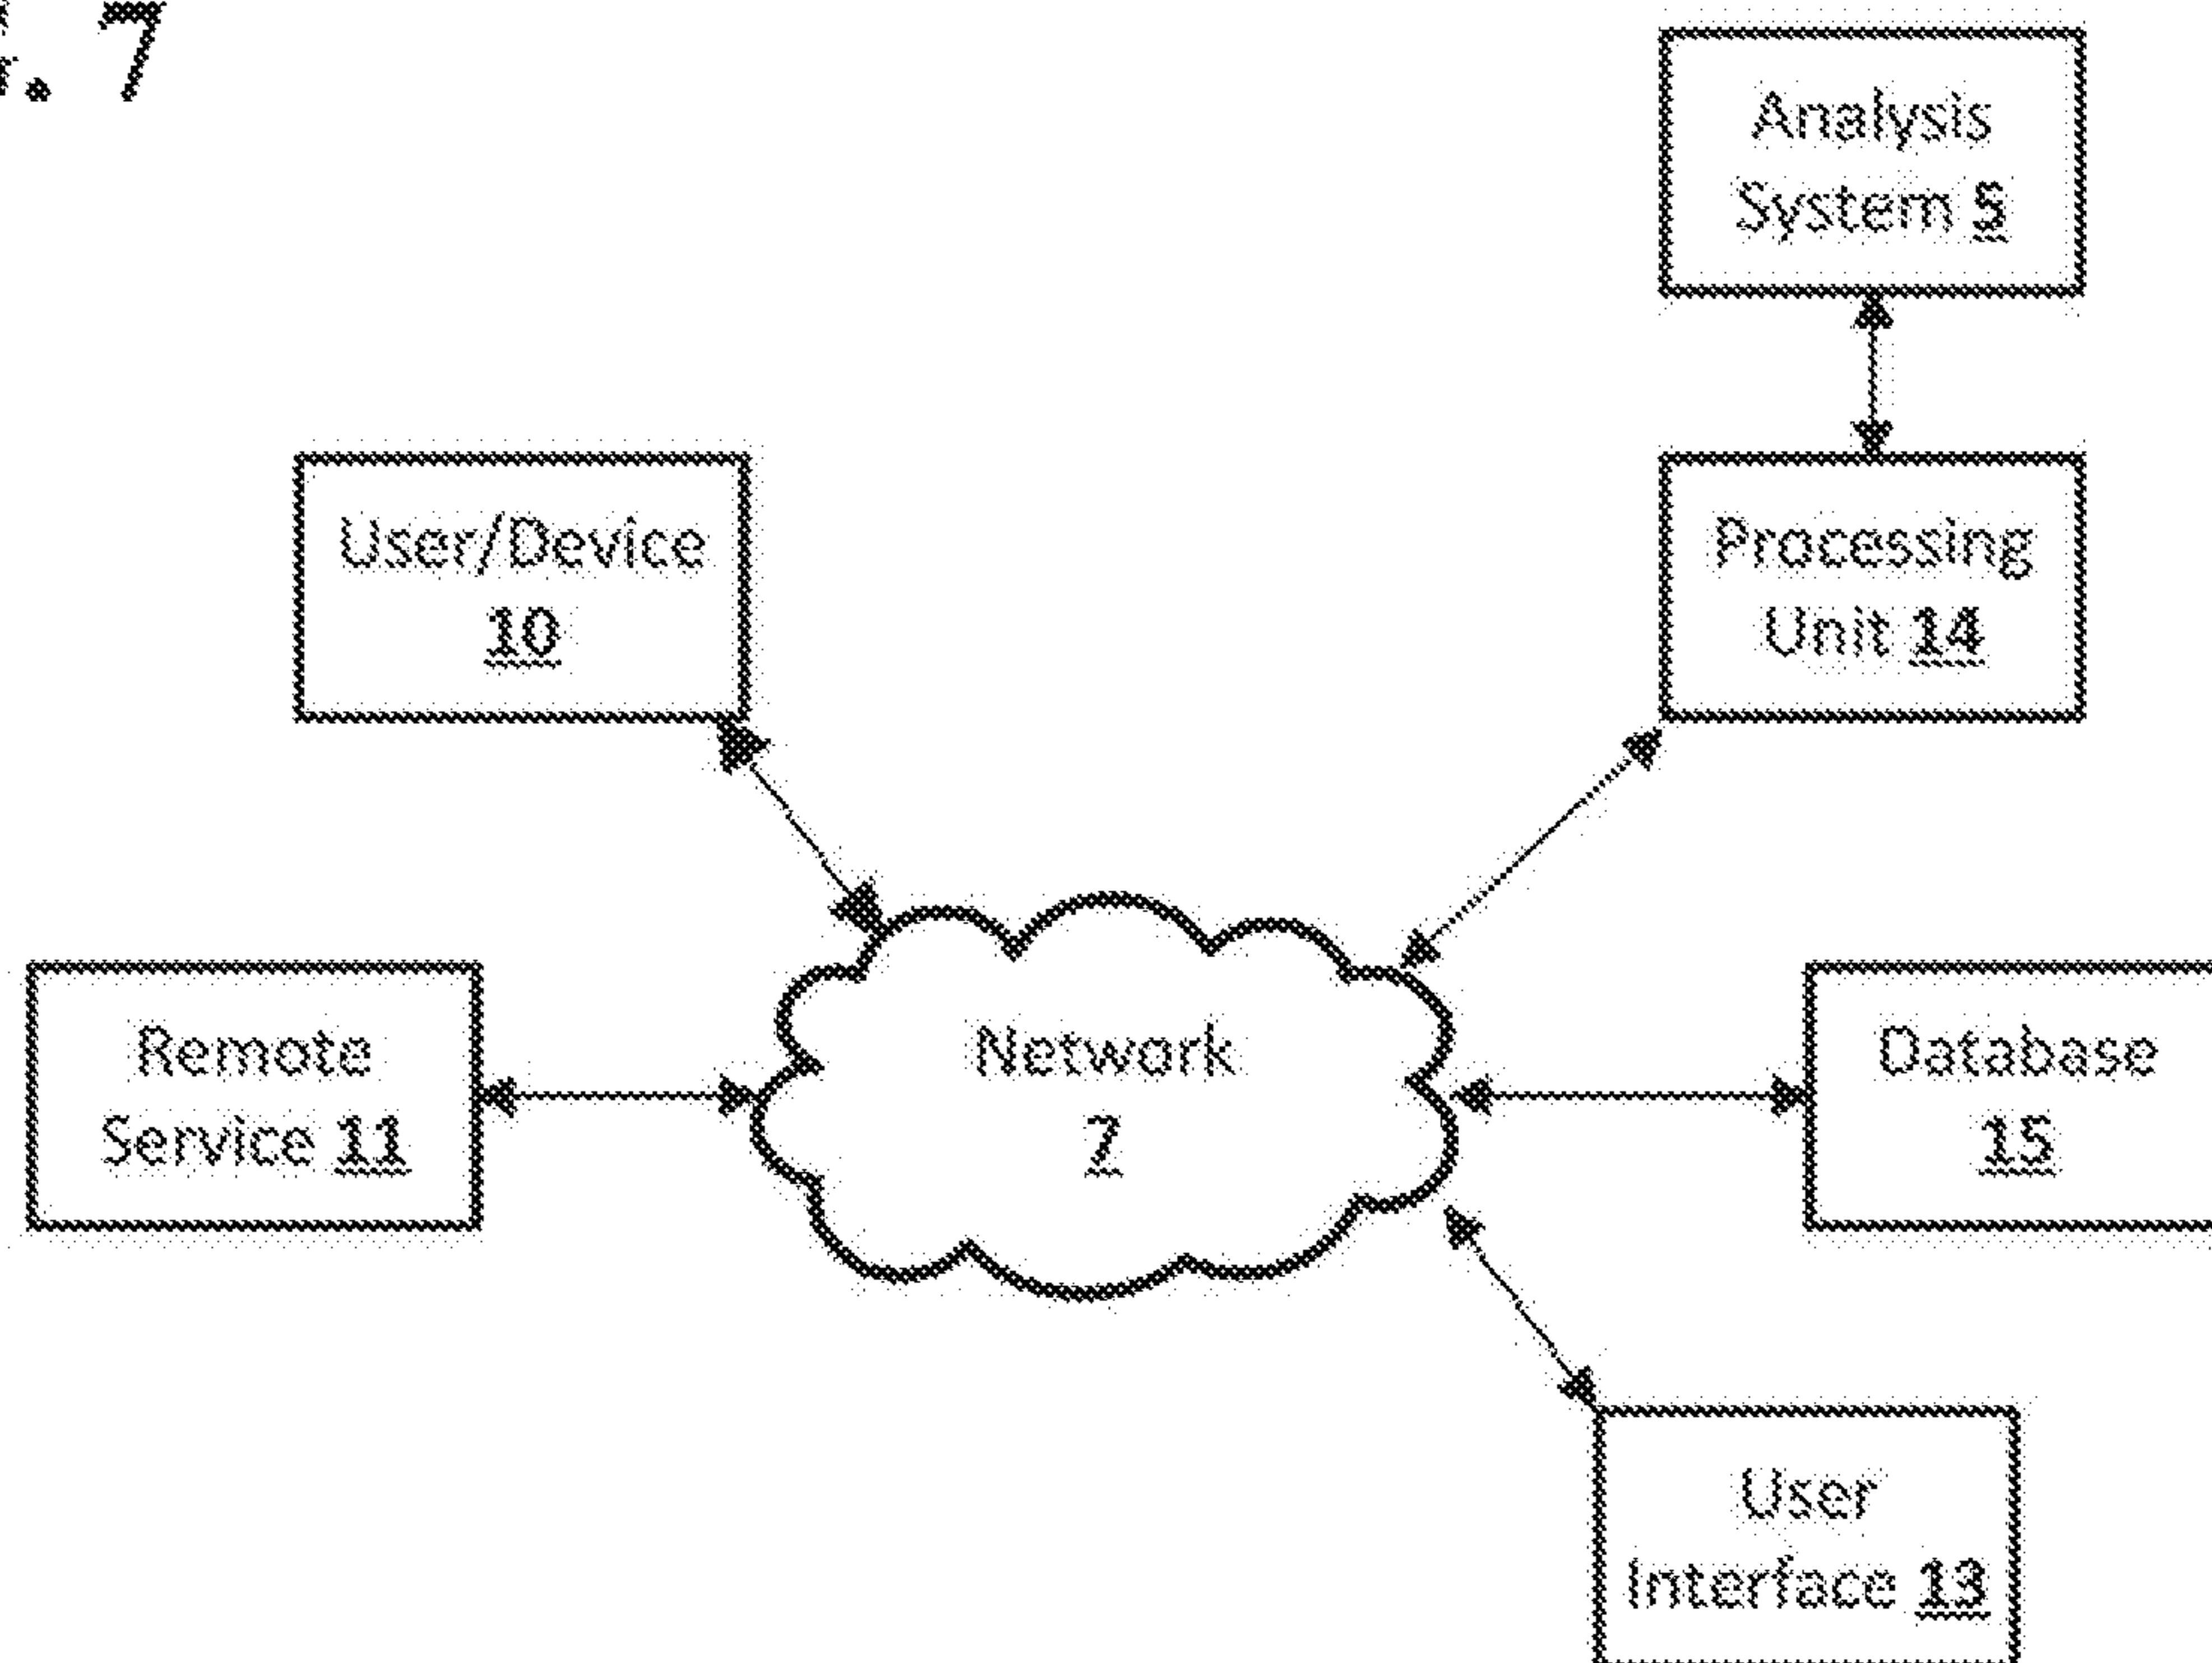 . 7
Analysis
System 5
User/Device
10
Processing
Unit 14
Remote
Service 11
Network
7
Database
15
User
Interface 13